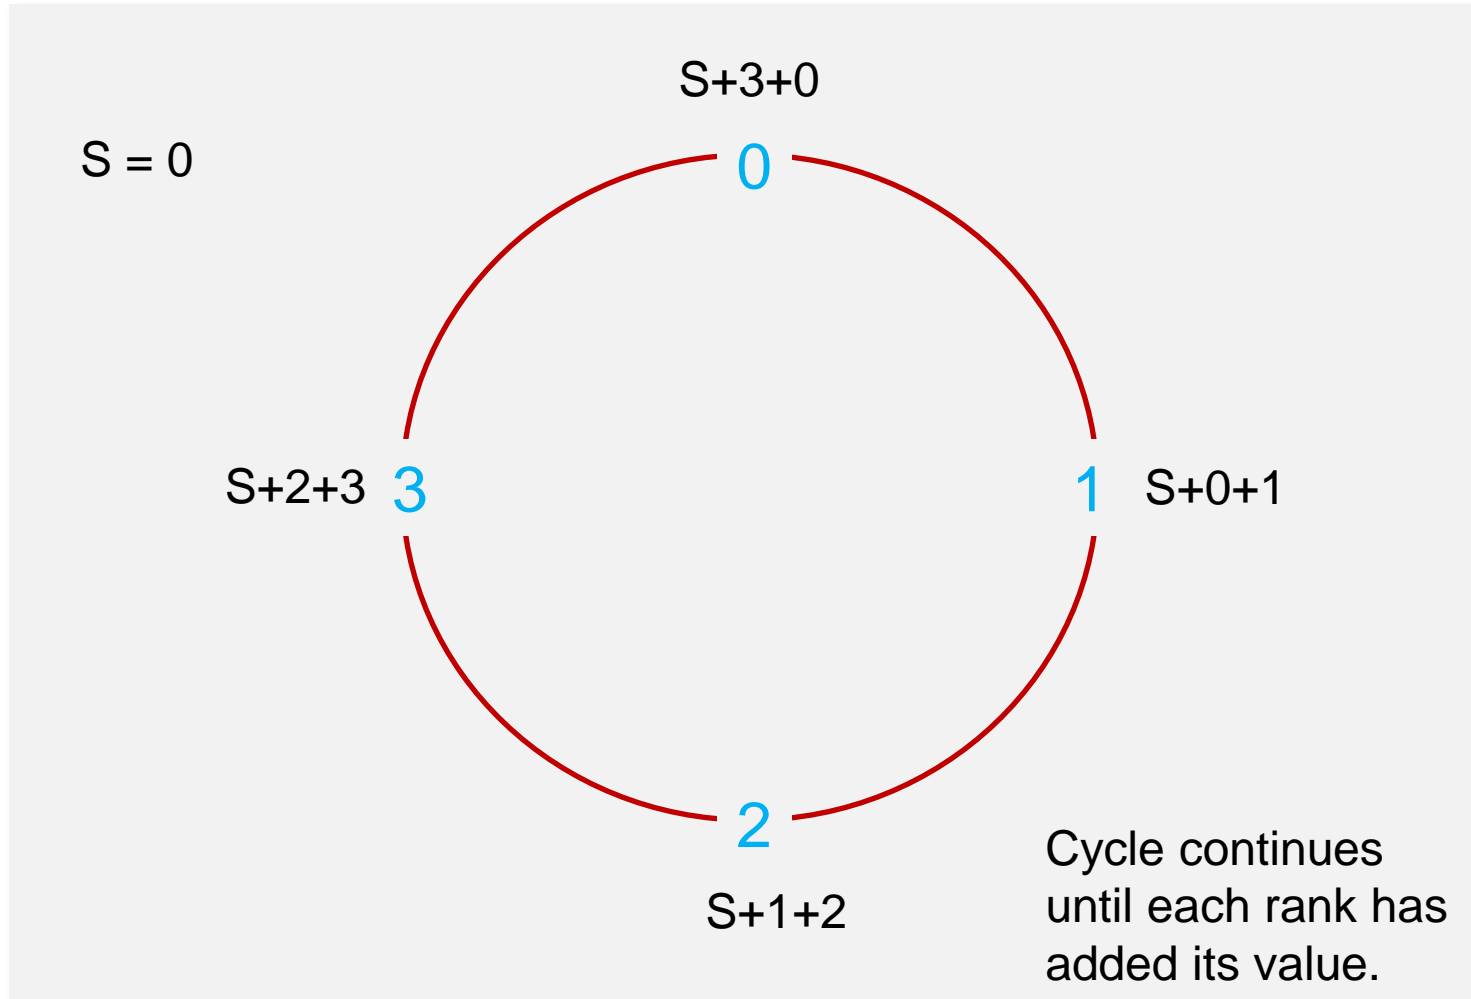 S+3+0
S = 0
0
S+2+3
3
1
S+0+1
2
S+1+2
Cycle continues
until each rank has
added its value.